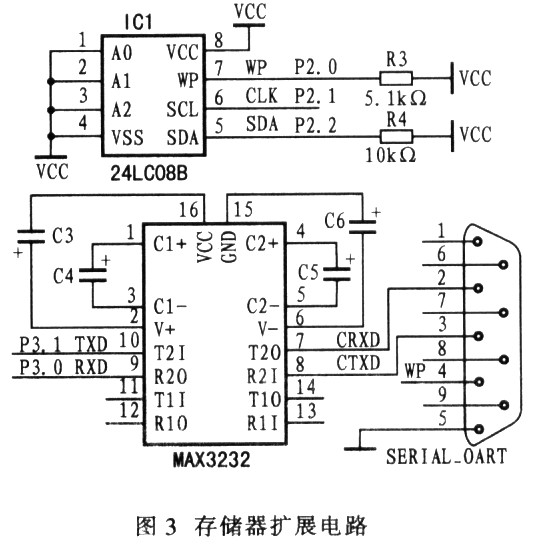 IC1
VCC
1 A0 VCC 8
2 A1 WP 7 WP P2.0 R3 VCC
5.1kΩ
3 A2 SCL 6 CLK P2.1
4 VSS SDA 5 SDA P2.2 R4 VCC
10kΩ
VCC
24LC08B
16 15
C3 VCC GND C6
1 C1+ C2+ 4
C4 C5
3 C1- C2- 5
2 V+ V- 6
P3.1 TXD 10 T2I T2O 7 CRXD
P3.0 RXD 9 R2O R2I 8 CTXD
11 T1I T1O 14
12 R1O R1I 13
MAX3232
1
6
2
7
3
8
WP 4
9
5
SERIAL_OART
+
+
+
+
图 3 存储器扩展电路